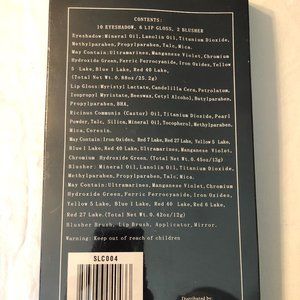 CONTENTS:
10 EYESHADOW, 6 LIP GLOSS, 2 BLUSHER
Eyeshadow: Mineral Oil, Lanolin Oil, Titanium Dioxide,
Methylparaben, Propylparaben, Talc, Mica.
May Contain: Ultramarines, Manganese Violet, Chromium
Hydroxide Green, Ferric Ferrocyanide, Iron Oxides, Yellow
5 Lake, Blue 1 Lake, Red 40 Lake,
(Total Net Wt. 0.88oz/25.2g)
Lip Gloss: Myristyl Lactate, Candelilla Cera, Petrolatum,
Isopropyl Myristate, Beeswax, Cetyl Alcohol, Butylparaben,
Propylparaben, BHA,
Ricinus Communis (Castor) Oil, Titanium Dioxide, Pearl
Powder, Talc, Silica, Mineral Oil, Tocopherol, Methylparaben,
Mica, Ceresin.
May Contain: Iron Oxides, Red 7 Lake, Red 27 Lake, Yellow 5 Lake,
Blue 1 Lake, Red 40 Lake, Ultramarines, Manganese Violet,
Chromium Hydroxide Green. (Total Net Wt. 0.45oz/13g)
Blusher: Mineral Oil, Lanolin Oil, Titanium Dioxide,
Methylparaben, Propylparaben, Talc, Mica.
May Contain: Ultramarines, Manganese Violet, Chromium
Hydroxide Green, Ferric Ferrocyanide, Iron Oxides,
Yellow 5 Lake, Blue 1 Lake, Red 40 Lake, Red 6 Lake,
Red 27 Lake. (Total Net Wt. 0.42oz/12g)
Blusher Brush, Lip Brush, Applicator, Mirror.
Warning: Keep out of reach of children
SLC004
Distributed by